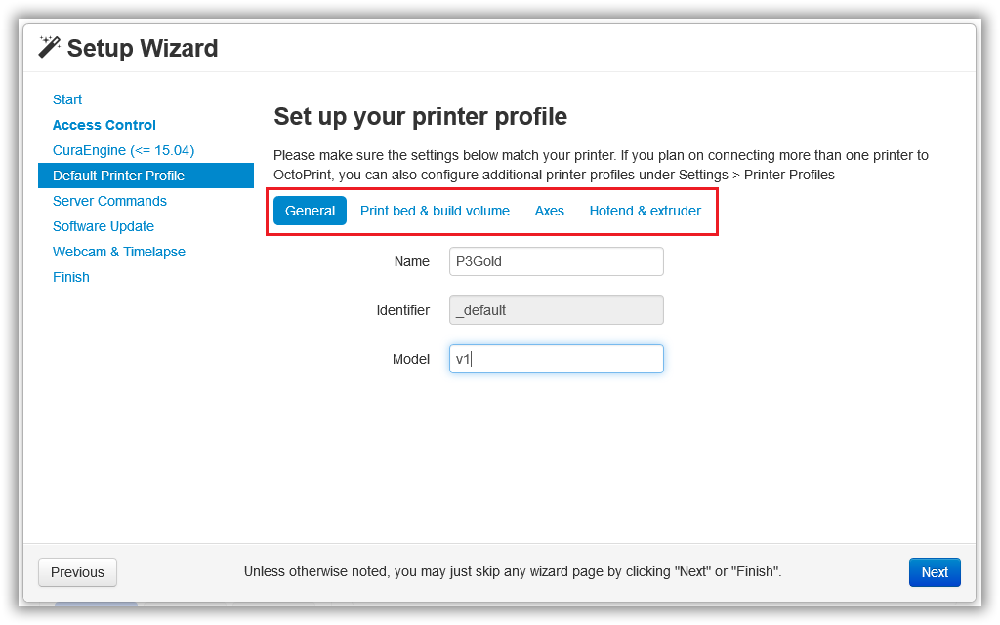 Setup Wizard
Start
Access Control
CuraEngine (<= 15.04)
Default Printer Profile
Server Commands
Software Update
Webcam & Timelapse
Finish
Set up your printer profile
Please make sure the settings below match your printer. If you plan on connecting more than one printer to
OctoPrint, you can also configure additional printer profiles under Settings > Printer Profiles
General Print bed & build volume Axes Hotend & extruder
Name P3Gold
Identifier _default
Model v1
Previous Unless otherwise noted, you may just skip any wizard page by clicking "Next" or "Finish". Next